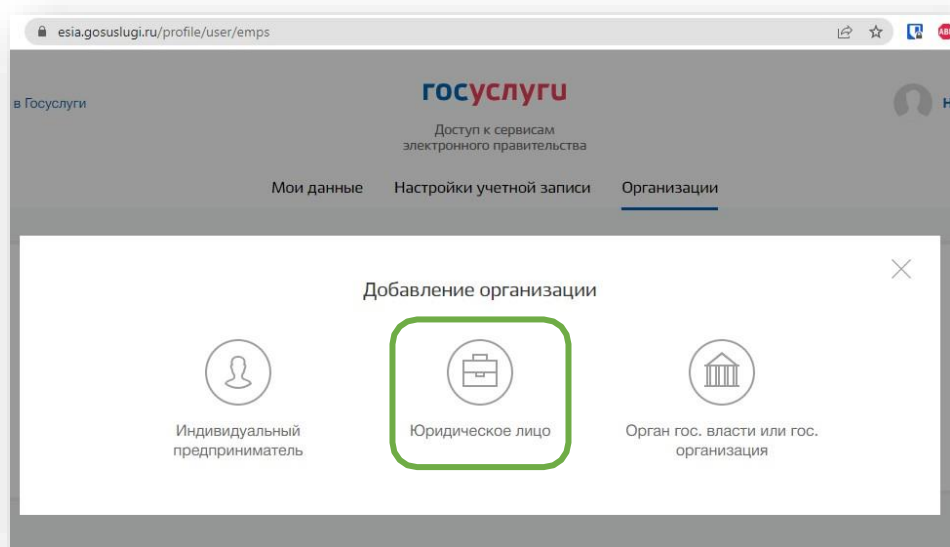 esia.gosuslugi.ru/profile/user/emps
в Госуслуги
госуслуги
Доступ к сервисам
электронного правительства
Мои данные Настройки учетной записи Организации
Добавление организации
Индивидуальный
предприниматель
Юридическое лицо
Орган гос. власти или гос.
организация